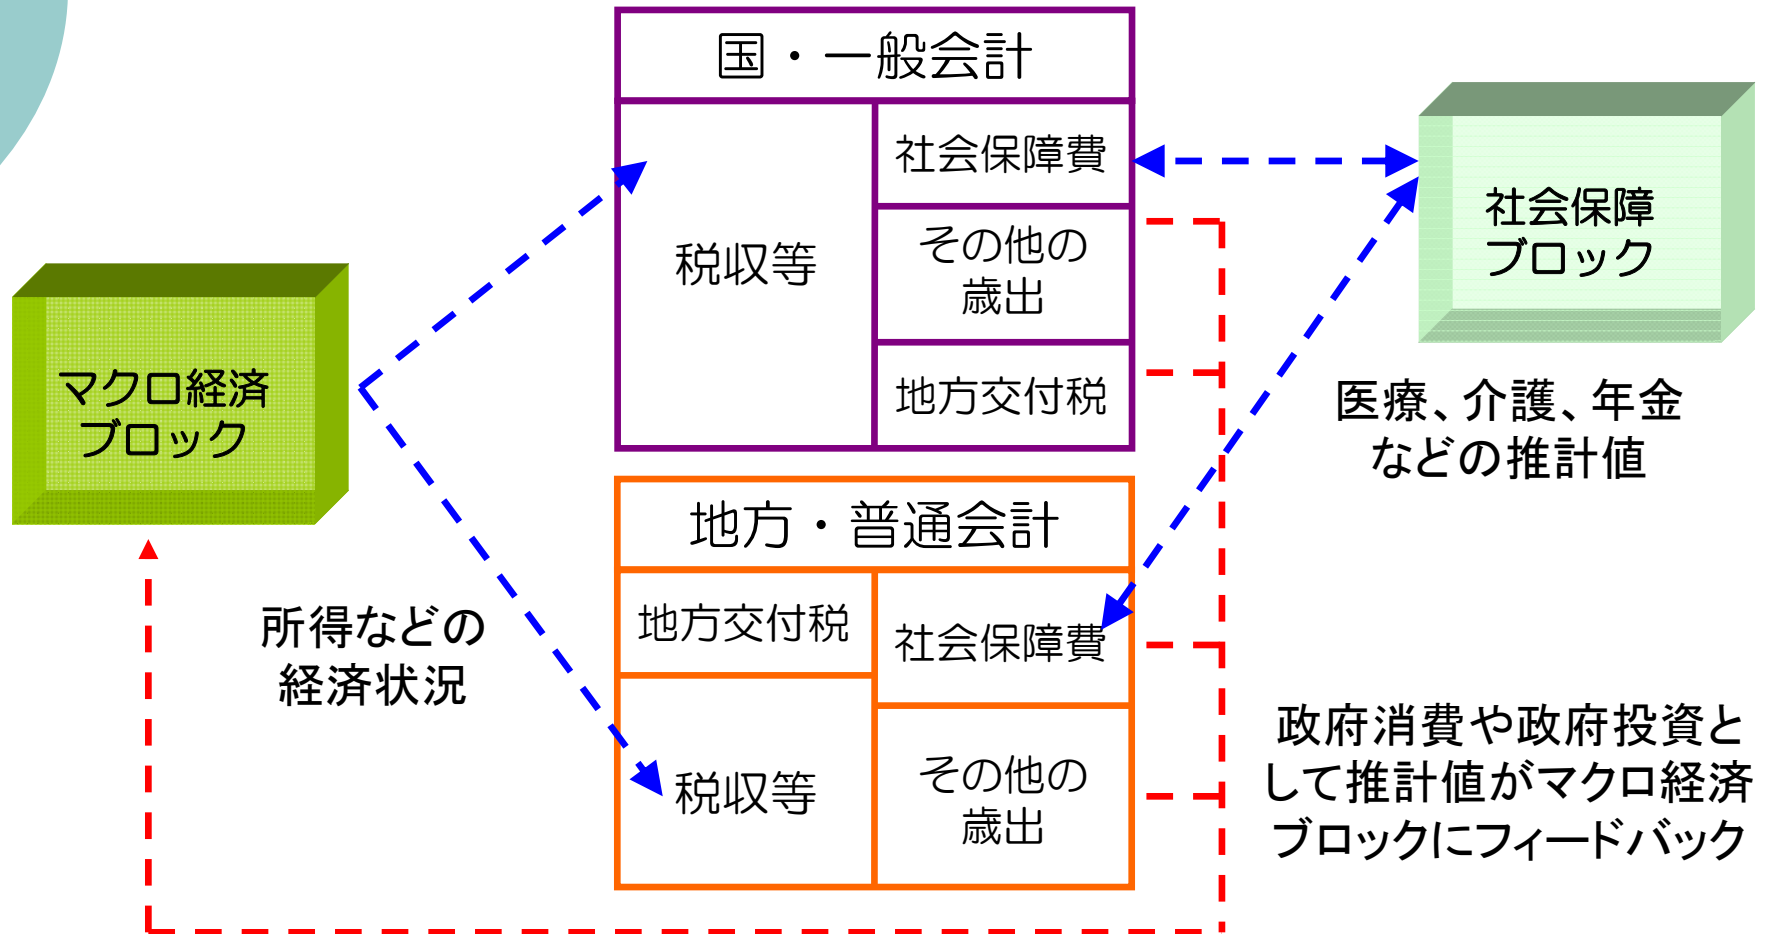 国・一般会計
税収等
社会保障費
その他の
歳出
地方交付税
社会保障
ブロック
マクロ経済
ブロック
医療、介護、年金
などの推計値
地方・普通会計
地方交付税
社会保障費
税収等
その他の
歳出
所得などの
経済状況
政府消費や政府投資と
して推計値がマクロ経済
ブロックにフィードバック